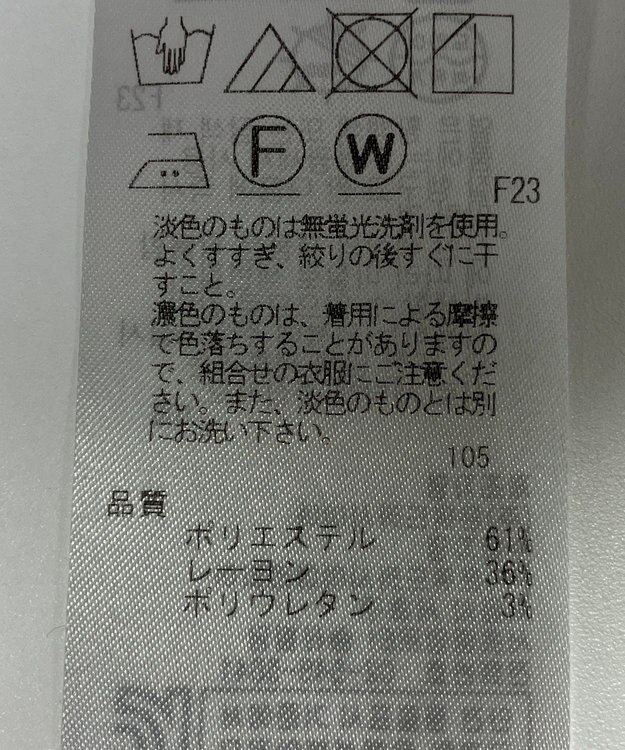 F W
F23
淡色のものは無蛍光洗剤を使用。
よくすすぎ、絞りの後すぐに干
すこと。
濃色のものは、着用による摩擦
で色落ちすることがありますの
で、組合せの衣服にご注意くだ
さい。また、淡色のものとは別
にお洗い下さい。
105
品質
ポリエステル 61%
レーヨン 36%
ポリウレタン 3%